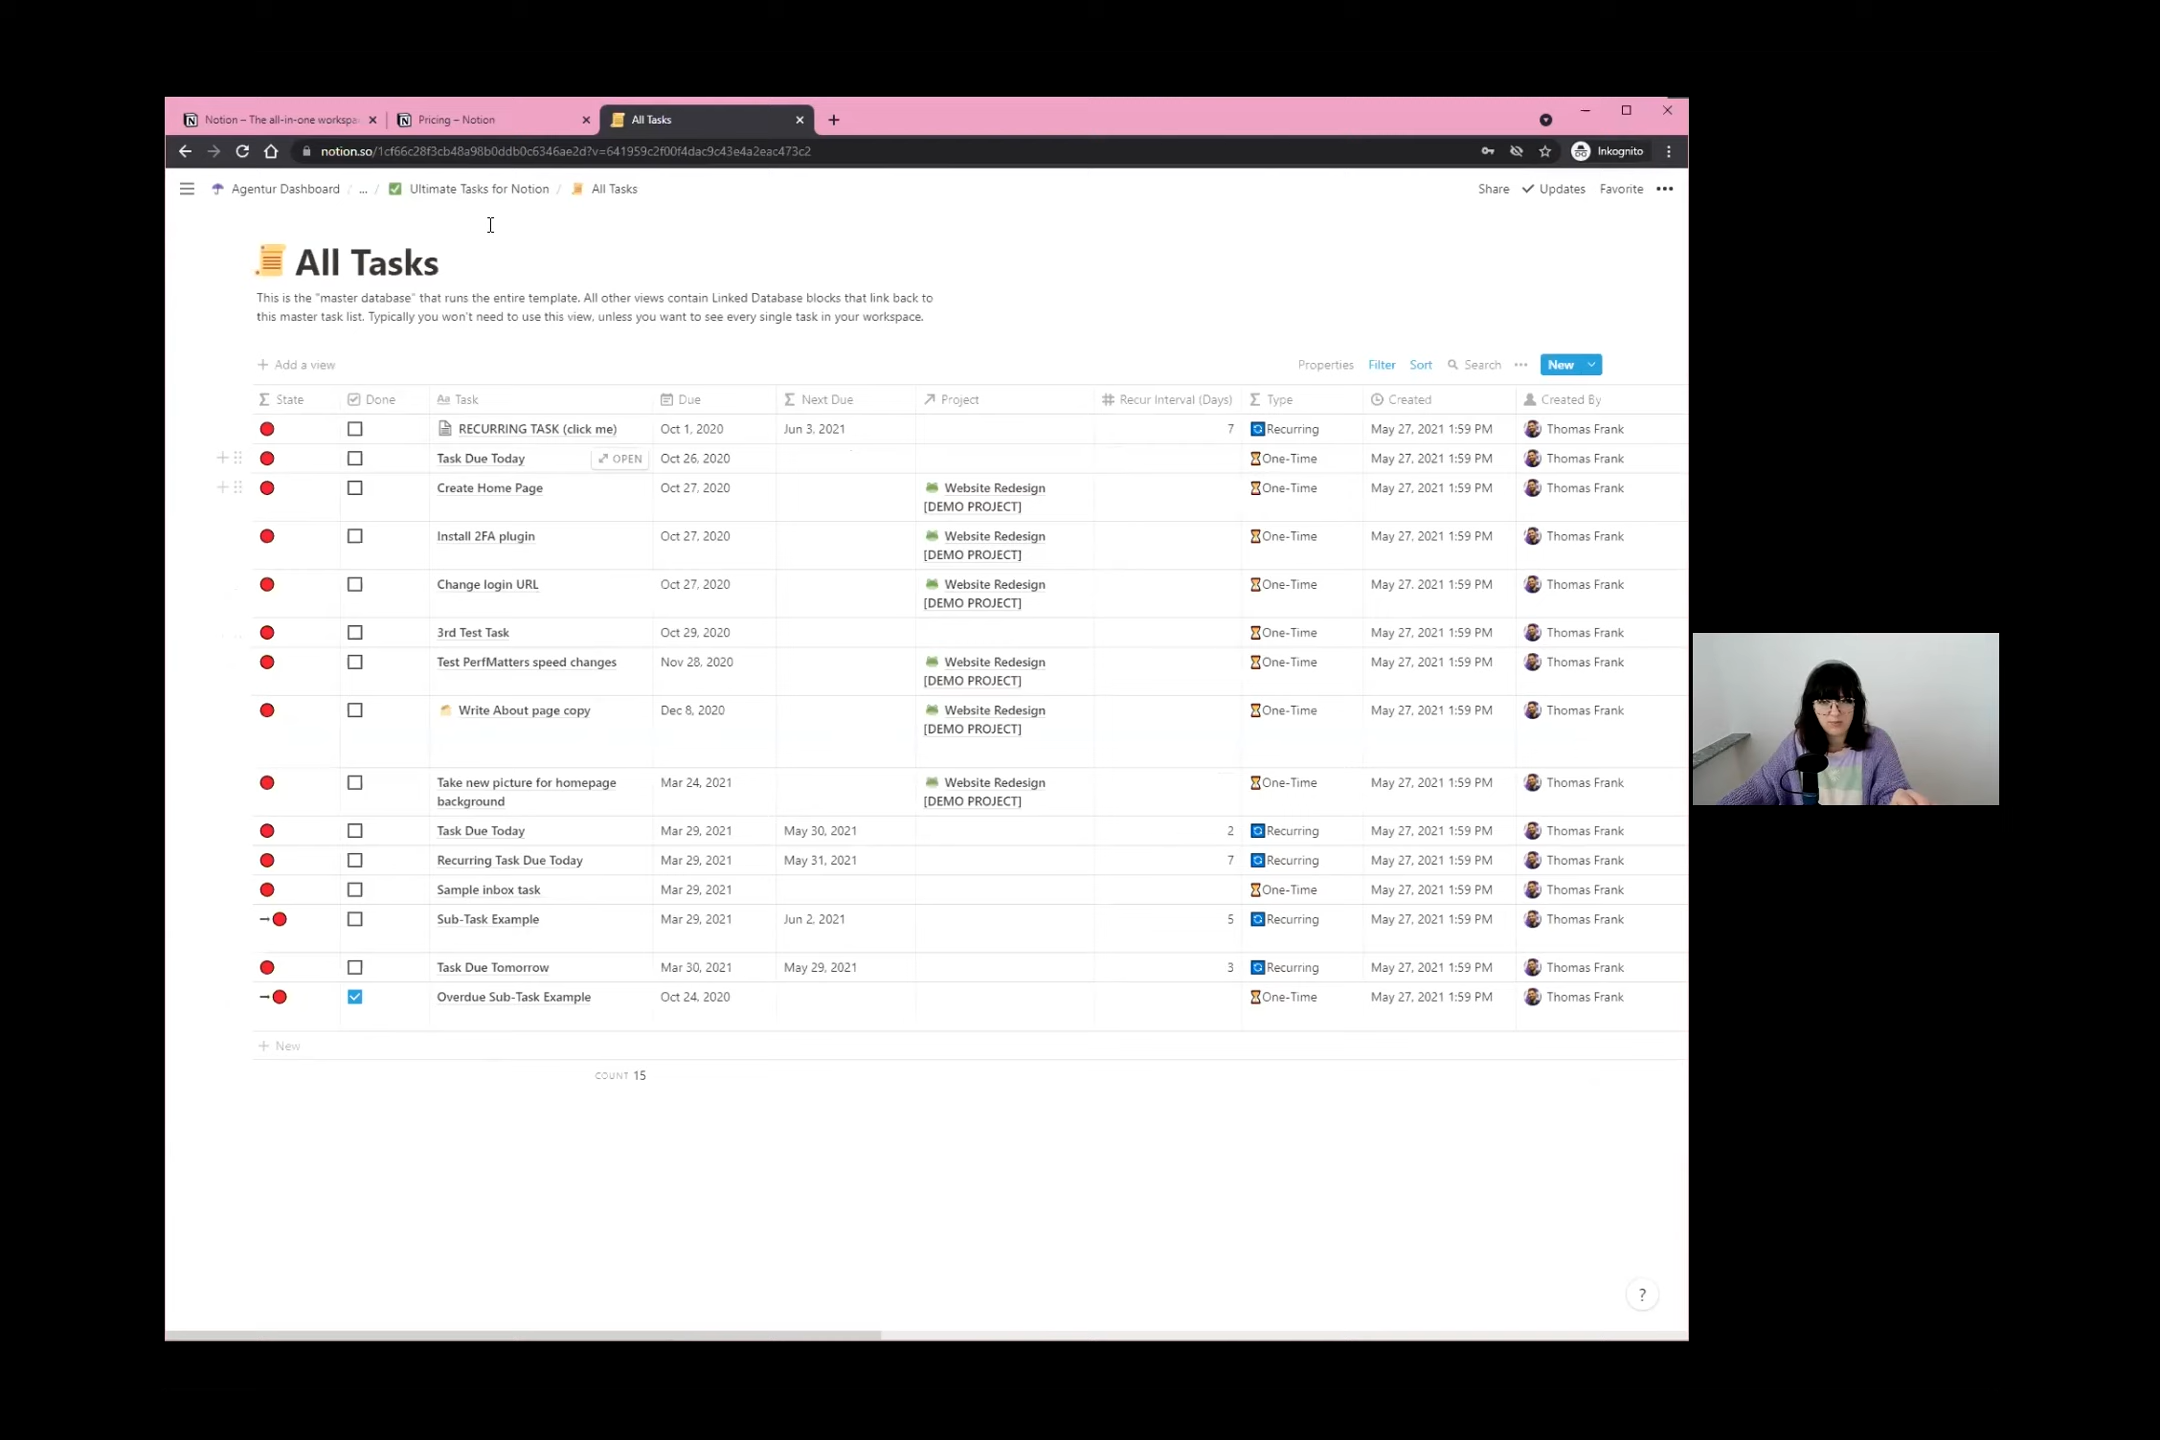 Notion – The all-in-one workspa
Pricing – Notion
All Tasks
notion.so/1cf66c28f3cb48a98b0ddb0c6346ae2d?v=641959c2f00f4dac9c43e4a2eac473c2
Inkognito
Agentur Dashboard / ... / Ultimate Tasks for Notion / All Tasks
Share Updates Favorite
All Tasks
This is the "master database" that runs the entire template. All other views contain Linked Database blocks that link back to
this master task list. Typically you won't need to use this view, unless you want to see every single task in your workspace.
+ Add a view
Properties Filter Sort Search New
State Done Aa Task Due Next Due Project # Recur Interval (Days) Type Created Created By
RECURRING TASK (click me) Oct 1, 2020 Jun 3, 2021 7 Recurring May 27, 2021 1:59 PM Thomas Frank
Task Due Today OPEN Oct 26, 2020 One-Time May 27, 2021 1:59 PM Thomas Frank
Create Home Page Oct 27, 2020 Website Redesign One-Time May 27, 2021 1:59 PM Thomas Frank
[DEMO PROJECT]
Install 2FA plugin Oct 27, 2020 Website Redesign One-Time May 27, 2021 1:59 PM Thomas Frank
[DEMO PROJECT]
Change login URL Oct 27, 2020 Website Redesign One-Time May 27, 2021 1:59 PM Thomas Frank
[DEMO PROJECT]
3rd Test Task Oct 29, 2020 One-Time May 27, 2021 1:59 PM Thomas Frank
Test PerfMatters speed changes Nov 28, 2020 Website Redesign One-Time May 27, 2021 1:59 PM Thomas Frank
[DEMO PROJECT]
Write About page copy Dec 8, 2020 Website Redesign One-Time May 27, 2021 1:59 PM Thomas Frank
[DEMO PROJECT]
Take new picture for homepage Mar 24, 2021 Website Redesign One-Time May 27, 2021 1:59 PM Thomas Frank
background [DEMO PROJECT]
Task Due Today Mar 29, 2021 May 30, 2021 2 Recurring May 27, 2021 1:59 PM Thomas Frank
Recurring Task Due Today Mar 29, 2021 May 31, 2021 7 Recurring May 27, 2021 1:59 PM Thomas Frank
Sample inbox task Mar 29, 2021 One-Time May 27, 2021 1:59 PM Thomas Frank
Sub-Task Example Mar 29, 2021 Jun 2, 2021 5 Recurring May 27, 2021 1:59 PM Thomas Frank
Task Due Tomorrow Mar 30, 2021 May 29, 2021 3 Recurring May 27, 2021 1:59 PM Thomas Frank
Overdue Sub-Task Example Oct 24, 2020 One-Time May 27, 2021 1:59 PM Thomas Frank
+ New
COUNT 15
?